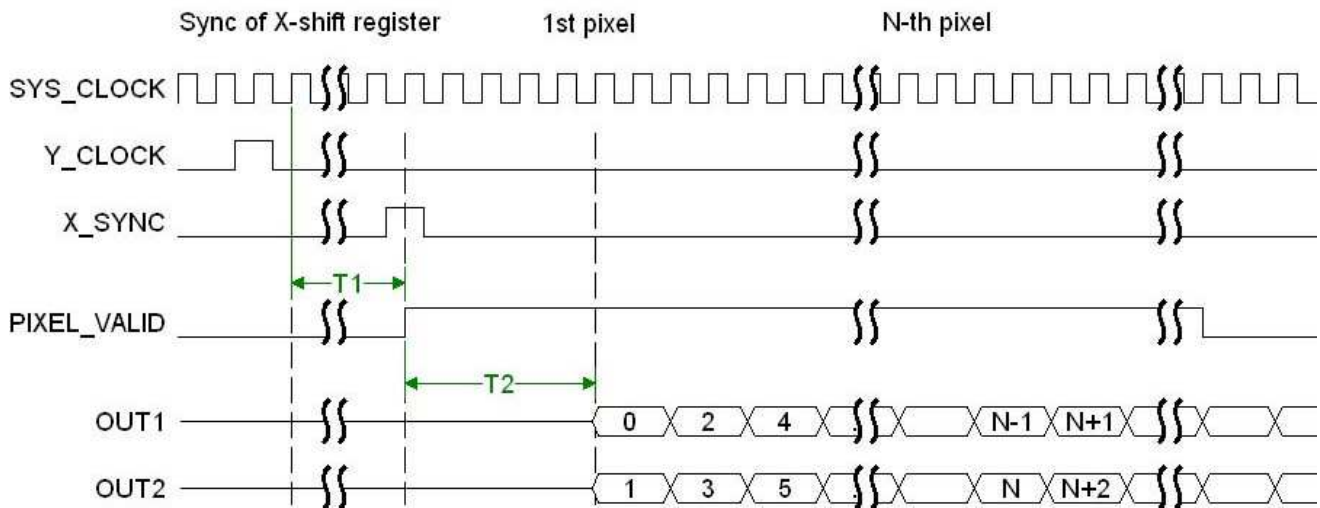 Sync of X-shift register 1st pixel N-th pixel
SYS_CLOCK
Y_CLOCK
X_SYNC
T1
PIXEL_VALID
T2
OUT1 0 2 4 . N-1 N+1
OUT2 1 3 5 . N N+2